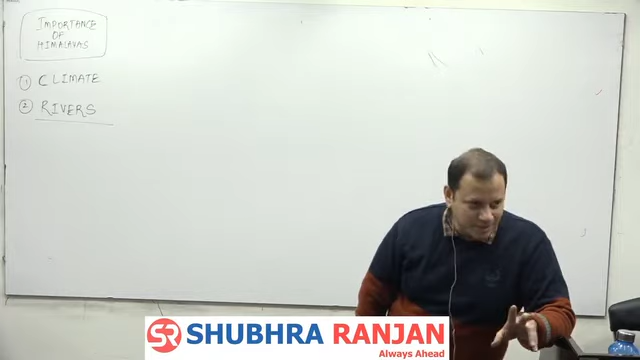 IMPORTANCE
OF
HIMALAYAS
① CLIMATE
② RIVERS
SR SHUBHRA RANJAN
Always Ahead